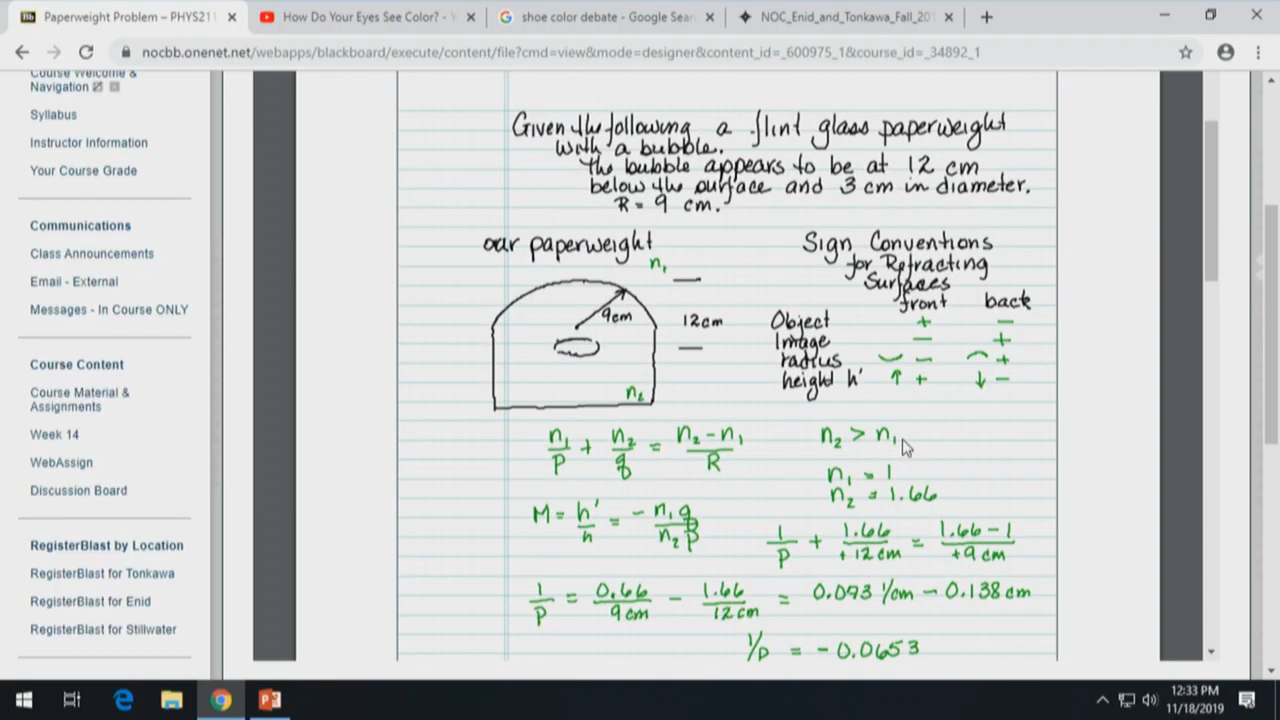 Paperweight Problem – PHYS211
How Do Your Eyes See Color? - Y
shoe color debate - Google Sear
NOC_Enid_and_Tonkawa_Fall_201
nocbb.onenet.net/webapps/blackboard/execute/content/file?cmd=view&mode=designer&content_id=_600975_1&course_id=_34892_1
Course Welcome &
Navigation
Syllabus
Instructor Information
Your Course Grade
Communications
Class Announcements
Email - External
Messages - In Course ONLY
Course Content
Course Material &
Assignments
Week 14
WebAssign
Discussion Board
RegisterBlast by Location
RegisterBlast for Tonkawa
RegisterBlast for Enid
RegisterBlast for Stillwater
Given the following a flint glass paperweight
with a bubble.
the bubble appears to be at 12 cm
below the surface and 3 cm in diameter.
R = 9 cm.
our paperweight
n₁
9cm
12cm
n₂
Sign Conventions
for Refracting
Surfaces
front back
Object + −
Image − +
radius ⌣ − ⌢ +
height h' ↑ + ↓ −
n₁/p + n₂/q = (n₂ − n₁)/R
n₂ > n₁
n₁ = 1
n₂ = 1.66
M = h'/h = − n₁q/n₂p
1/p + 1.66/+12cm = (1.66 − 1)/+9cm
1/p = 0.66/9cm − 1.66/12cm = 0.073 1/cm − 0.138 cm
1/p = − 0.0653
12:33 PM
11/18/2019